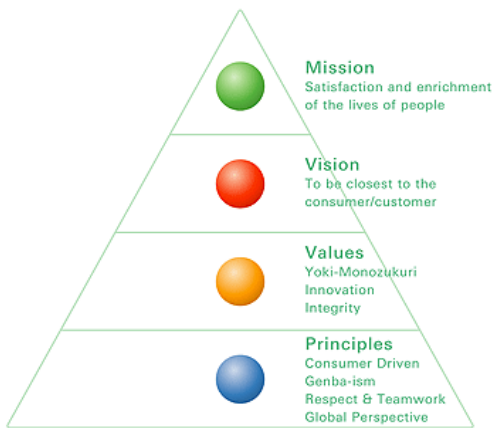 Mission
Satisfaction and enrichment
of the lives of people
Vision
To be closest to the
consumer/customer
Values
Yoki-Monozukuri
Innovation
Integrity
Principles
Consumer Driven
Genba-ism
Respect & Teamwork
Global Perspective